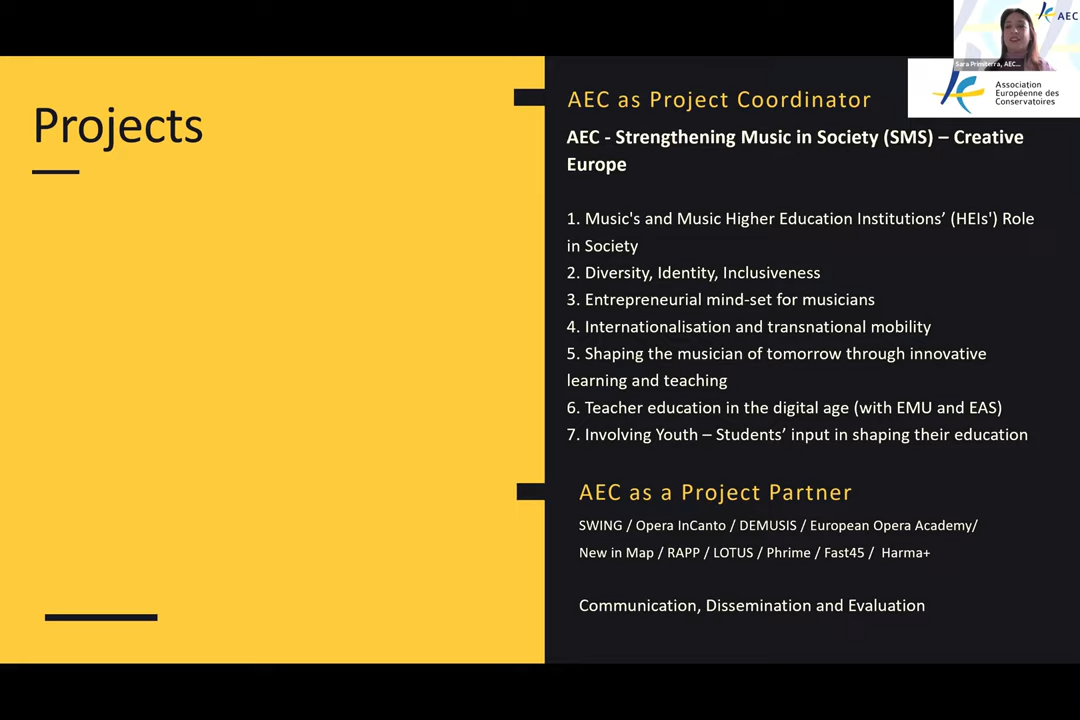 AEC
Sara Primiterra, AEC...
Association
Européenne des
Conservatoires
Projects
AEC as Project Coordinator
AEC - Strengthening Music in Society (SMS) – Creative
Europe
1. Music's and Music Higher Education Institutions’ (HEIs') Role
in Society
2. Diversity, Identity, Inclusiveness
3. Entrepreneurial mind-set for musicians
4. Internationalisation and transnational mobility
5. Shaping the musician of tomorrow through innovative
learning and teaching
6. Teacher education in the digital age (with EMU and EAS)
7. Involving Youth – Students’ input in shaping their education
AEC as a Project Partner
SWING / Opera InCanto / DEMUSIS / European Opera Academy/
New in Map / RAPP / LOTUS / Phrime / Fast45 / Harma+
Communication, Dissemination and Evaluation